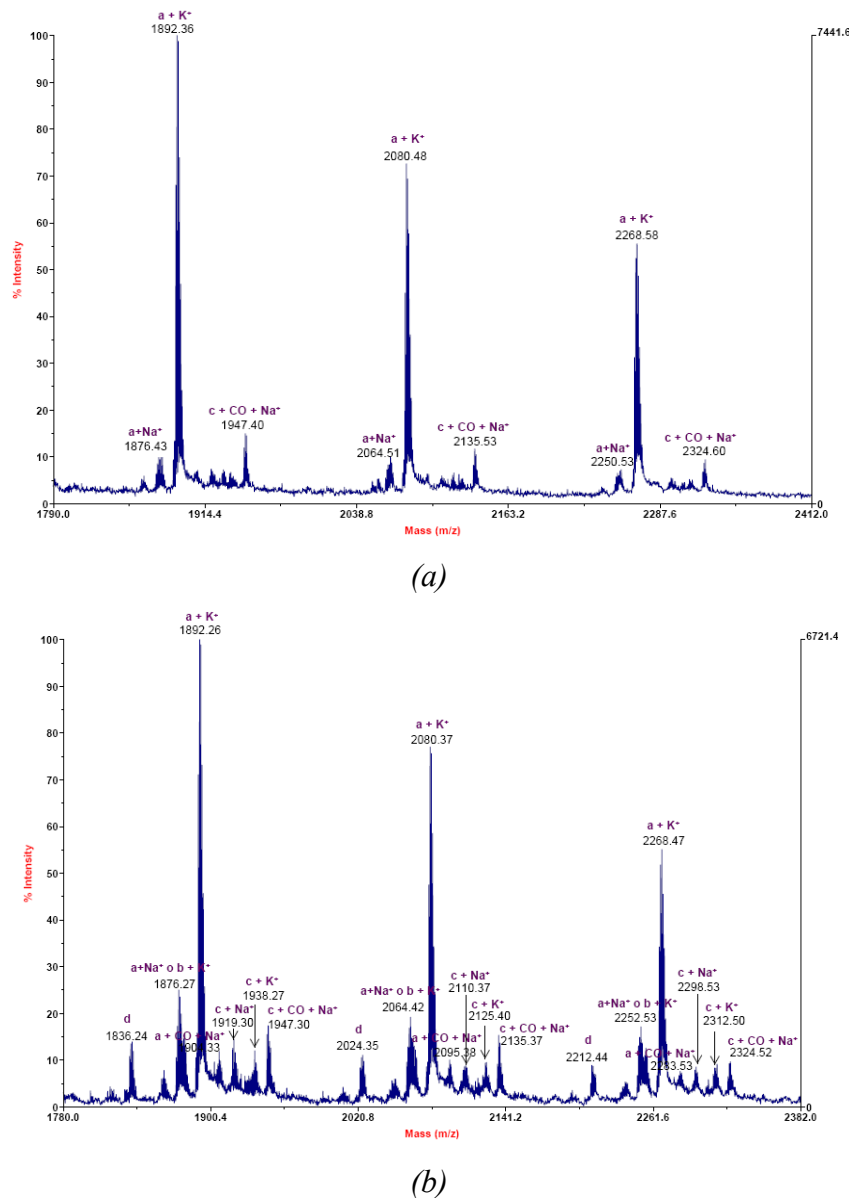 a + K⁺
1892.36
7441.6
100
90
80
70
60
50
40
30
20
10
0
% Intensity
a + K⁺
2080.48
a + K⁺
2268.58
a+Na⁺
1876.43
c + CO + Na⁺
1947.40
a+Na⁺
2064.51
c + CO + Na⁺
2135.53
a+Na⁺
2250.53
c + CO + Na⁺
2324.60
0
1790.0
1914.4
2038.8
2163.2
2287.6
2412.0
Mass (m/z)
(a)
a + K⁺
1892.26
6721.4
100
90
80
70
60
50
40
30
20
10
0
% Intensity
a + K⁺
2080.37
a + K⁺
2268.47
a+Na⁺ o b + K⁺
1876.27
c + K⁺
1938.27
c + Na⁺
1919.30
c + CO + Na⁺
1947.30
d
1836.24
a + CO + Na⁺
a+Na⁺ o b + K⁺
2064.42
c + Na⁺
2110.37
c + K⁺
2125.40
c + CO + Na⁺
2135.37
d
2024.35
a + CO + Na⁺
2095.38
a+Na⁺ o b + K⁺
2252.53
c + Na⁺
2298.53
c + K⁺
2312.50
c + CO + Na⁺
2324.52
d
2212.44
a + CO + Na⁺
2283.53
0
1780.0
1900.4
2020.8
2141.2
2261.6
2382.0
Mass (m/z)
(b)